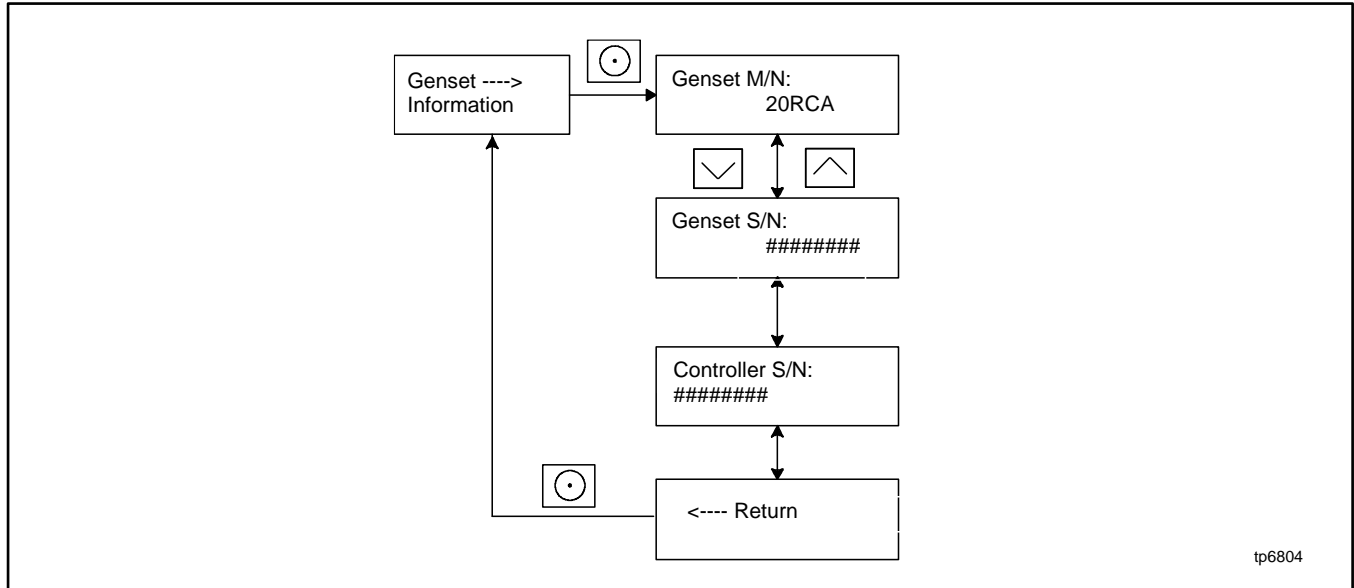 Genset ---->
Information
Genset M/N:
20RCA
Genset S/N:
########
Controller S/N:
########
<---- Return
tp6804